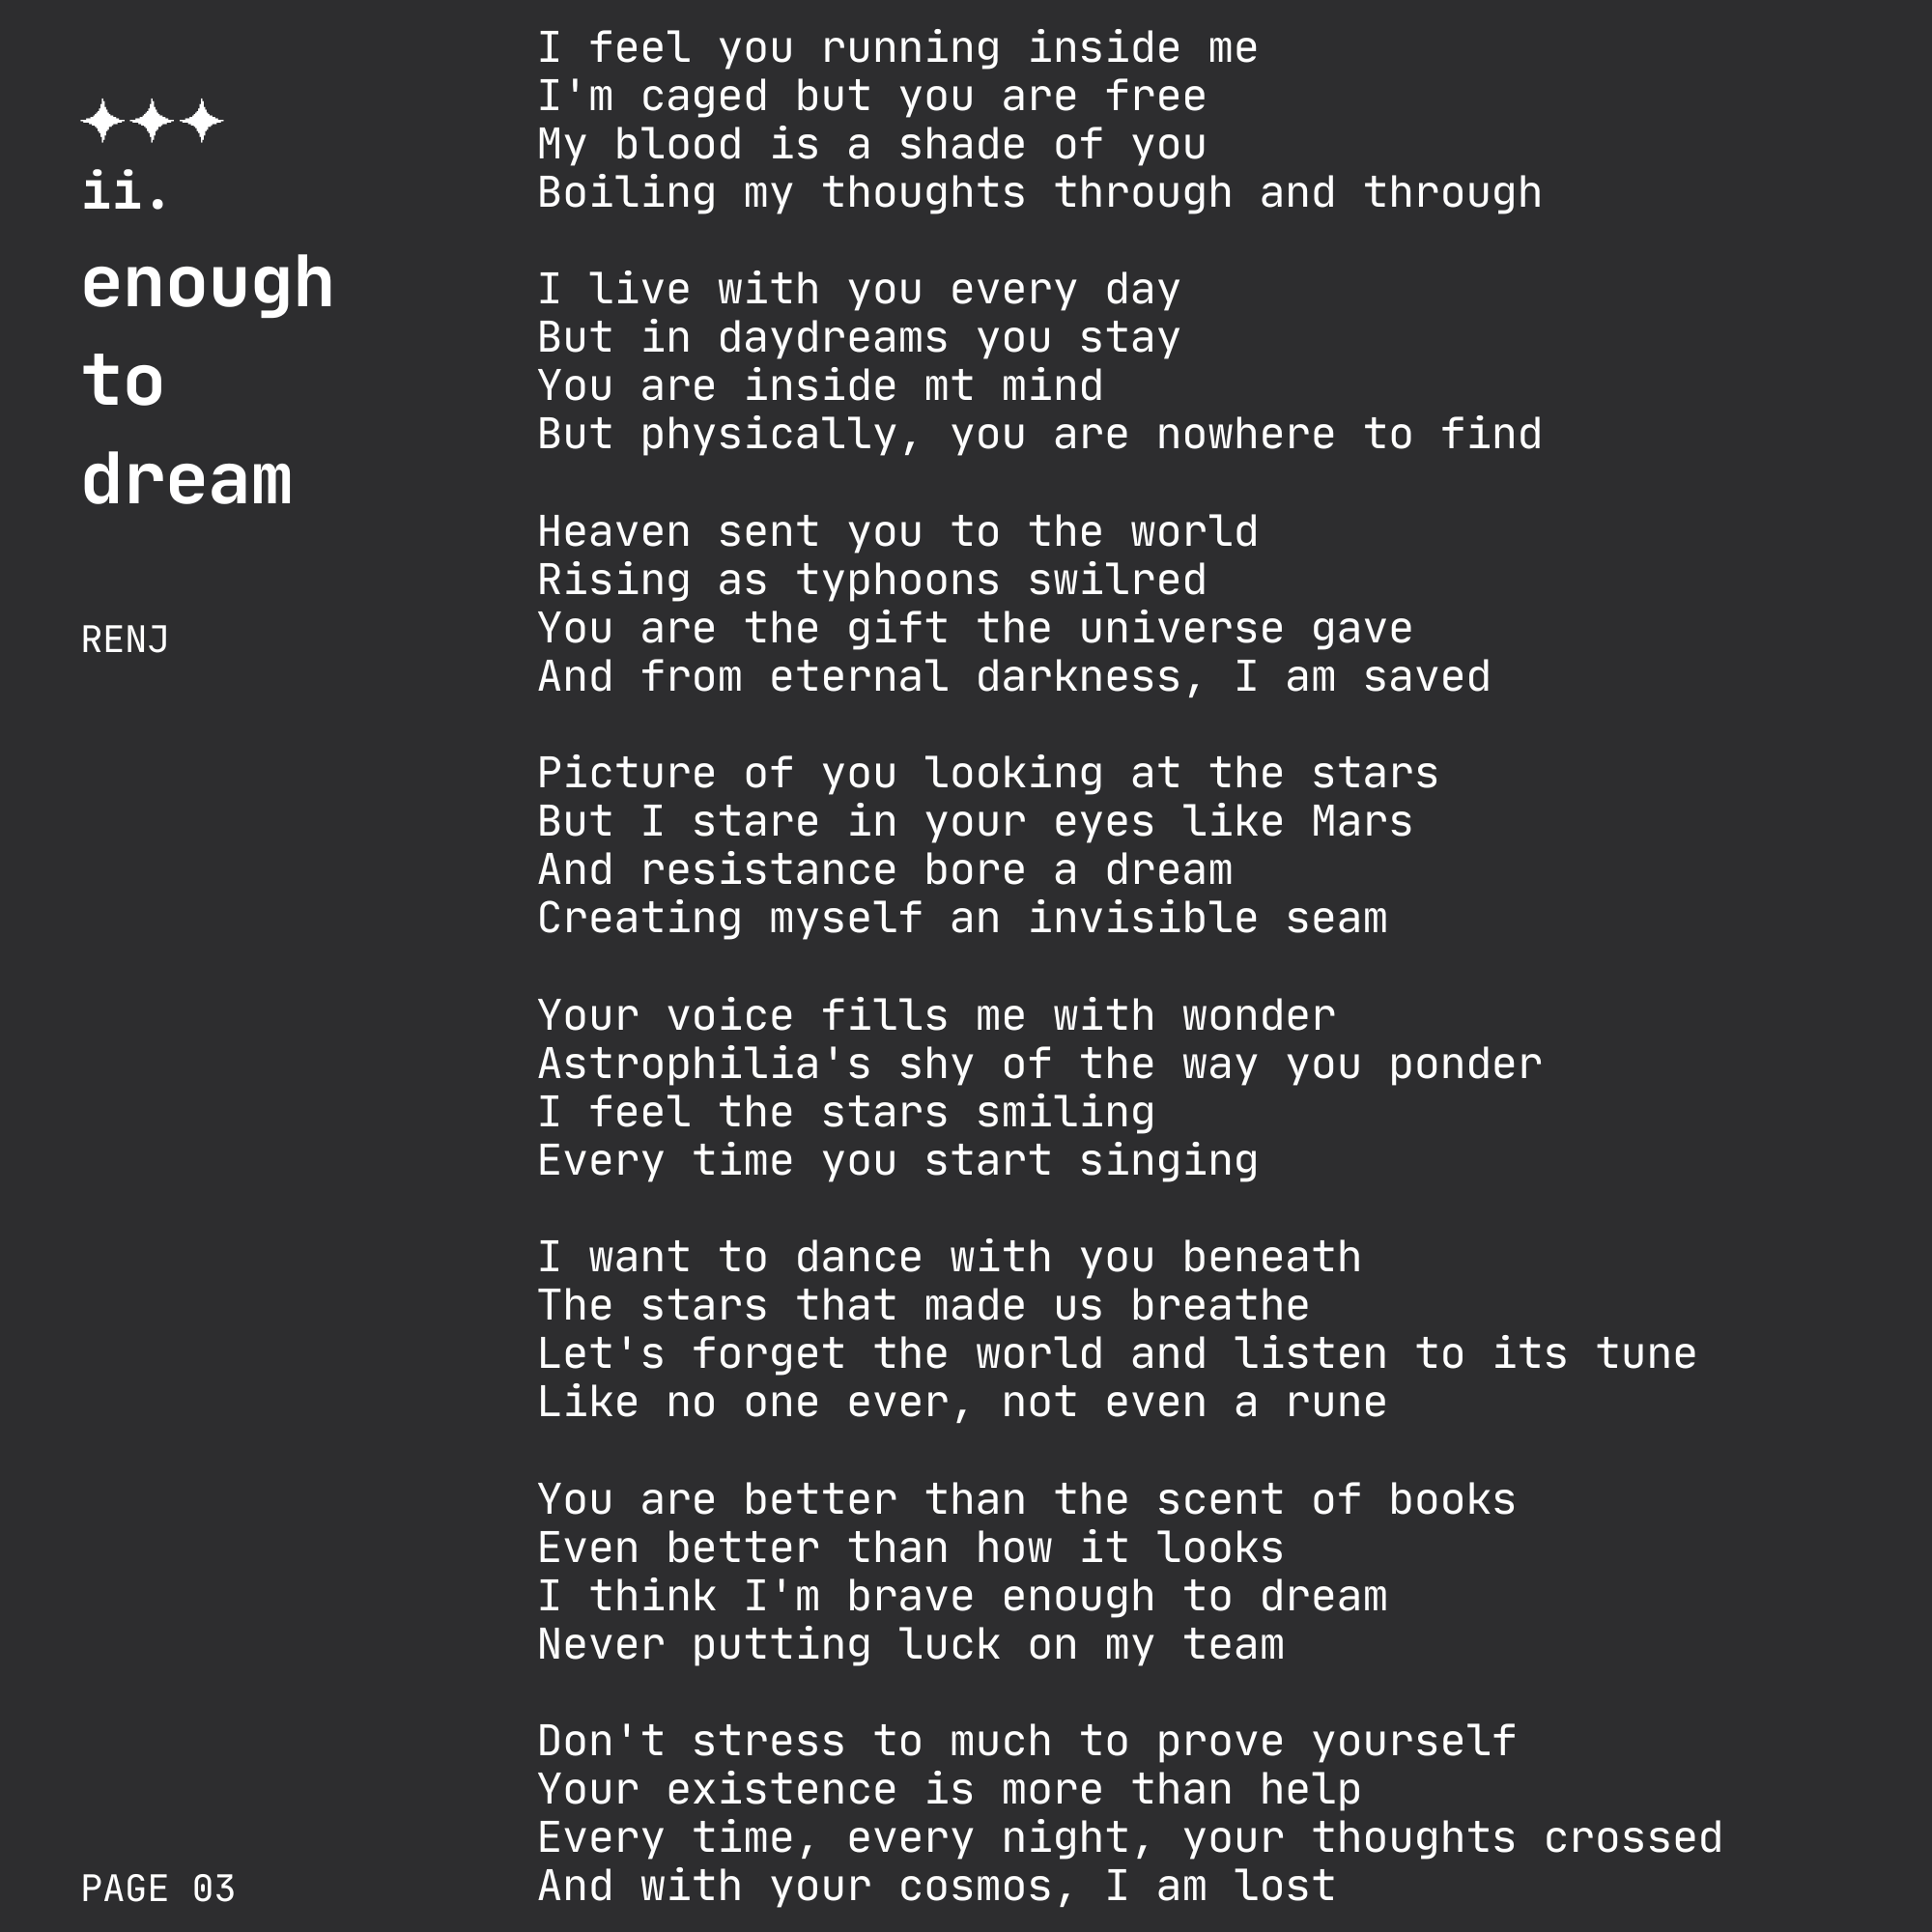 ii.
enough
to
dream
RENJ
I feel you running inside me
I'm caged but you are free
My blood is a shade of you
Boiling my thoughts through and through
I live with you every day
But in daydreams you stay
You are inside mt mind
But physically, you are nowhere to find
Heaven sent you to the world
Rising as typhoons swilred
You are the gift the universe gave
And from eternal darkness, I am saved
Picture of you looking at the stars
But I stare in your eyes like Mars
And resistance bore a dream
Creating myself an invisible seam
Your voice fills me with wonder
Astrophilia's shy of the way you ponder
I feel the stars smiling
Every time you start singing
I want to dance with you beneath
The stars that made us breathe
Let's forget the world and listen to its tune
Like no one ever, not even a rune
You are better than the scent of books
Even better than how it looks
I think I'm brave enough to dream
Never putting luck on my team
Don't stress to much to prove yourself
Your existence is more than help
Every time, every night, your thoughts crossed
And with your cosmos, I am lost
PAGE 03